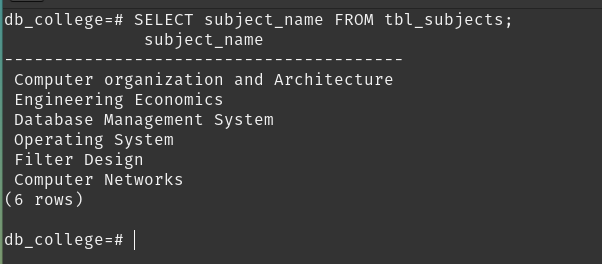 db_college=# SELECT subject_name FROM tbl_subjects;
              subject_name
----------------------------------------
 Computer organization and Architecture
 Engineering Economics
 Database Management System
 Operating System
 Filter Design
 Computer Networks
(6 rows)

db_college=#